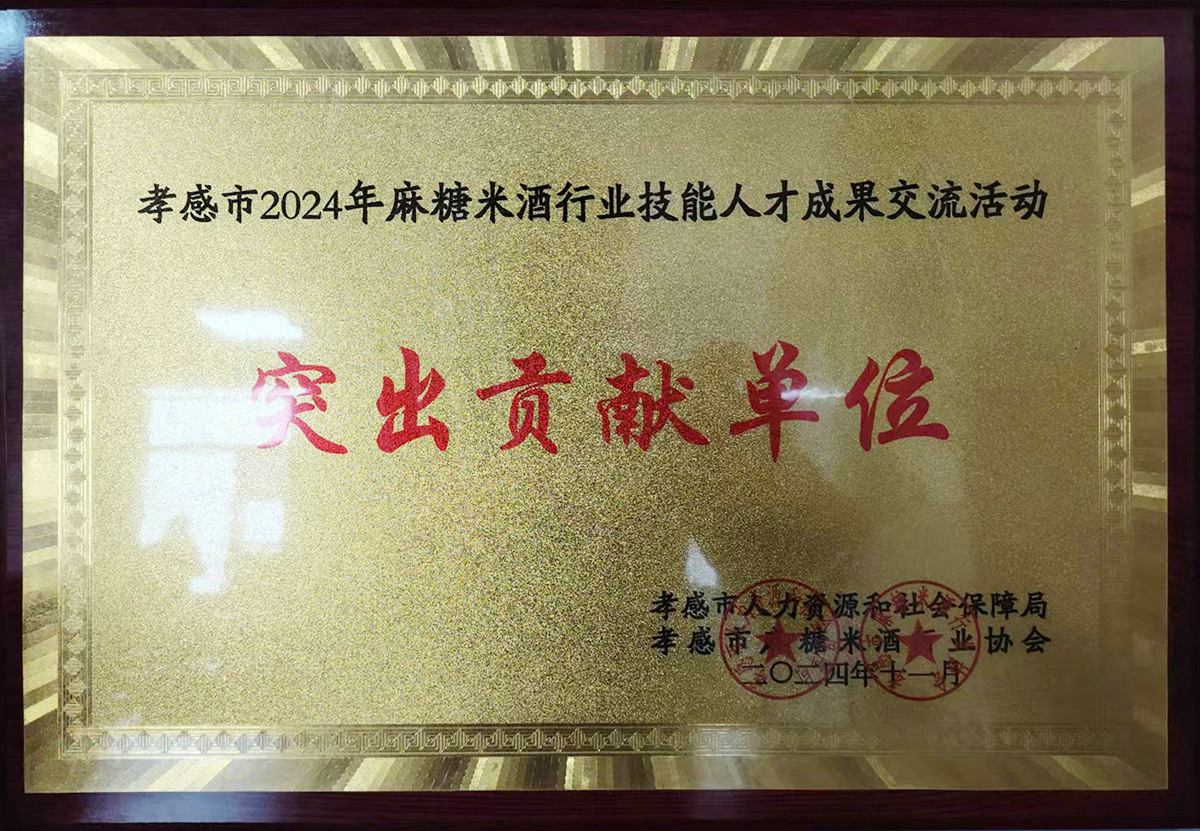 孝感市2024年麻糖米酒行业技能人才成果交流活动
突出贡献单位
孝感市人力资源和社会保障局
孝感市麻糖米酒行业协会
二〇二四年十一月